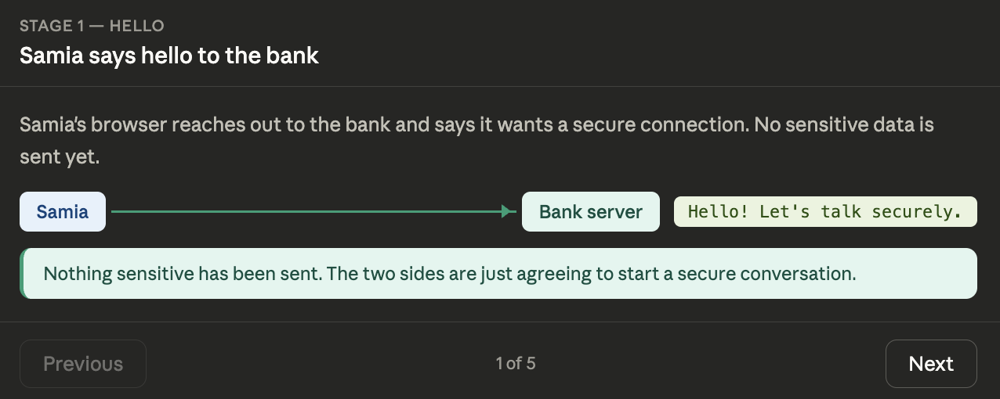 STAGE 1 — HELLO
Samia says hello to the bank
Samia's browser reaches out to the bank and says it wants a secure connection. No sensitive data is
sent yet.
Samia
Bank server
Hello! Let's talk securely.
Nothing sensitive has been sent. The two sides are just agreeing to start a secure conversation.
Previous
1 of 5
Next